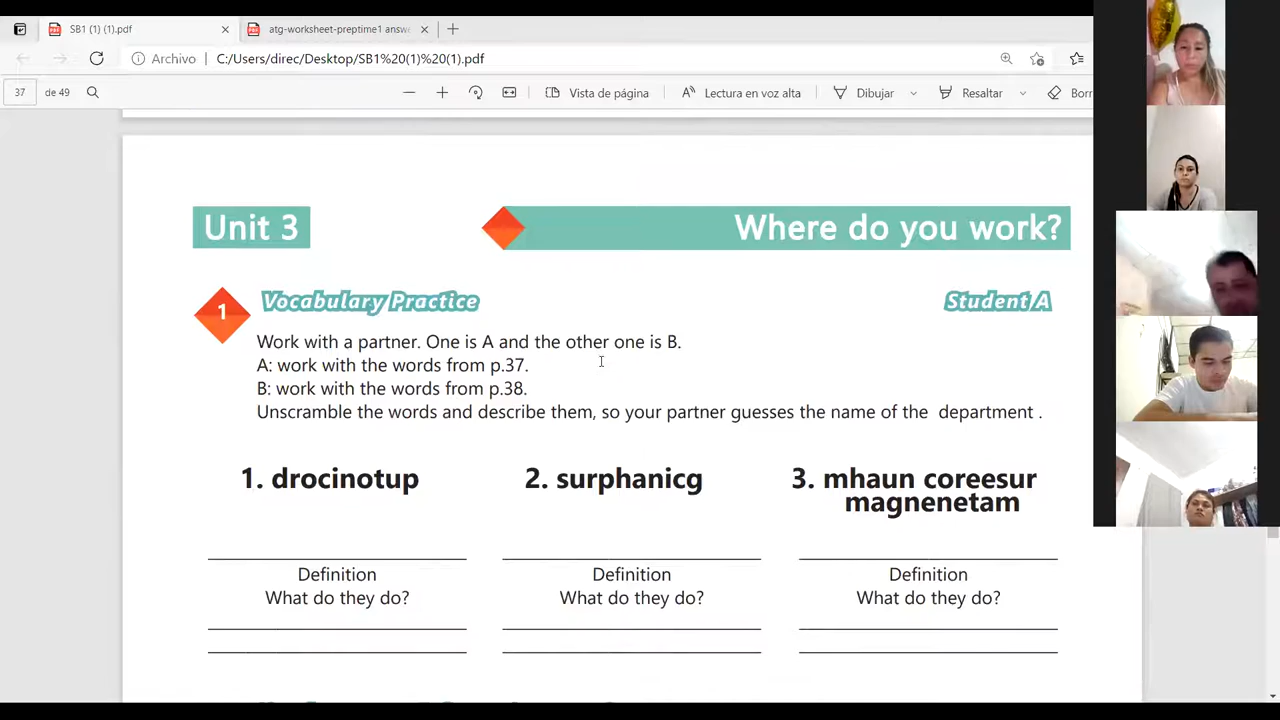 SB1 (1) (1).pdf
atg-worksheet-preptime1 answ
Archivo
C:/Users/direc/Desktop/SB1%20(1)%20(1).pdf
37
de 49
Vista de página
Lectura en voz alta
Dibujar
Resaltar
Borr
Unit 3
Where do you work?
1
Vocabulary Practice
Student A
Work with a partner. One is A and the other one is B.
A: work with the words from p.37.
B: work with the words from p.38.
Unscramble the words and describe them, so your partner guesses the name of the department .
1. drocinotup
2. surphanicg
3. mhaun coreesur
magnenetam
Definition
Definition
Definition
What do they do?
What do they do?
What do they do?